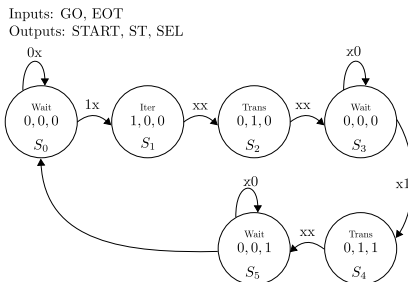 Inputs: GO, EOT
Outputs: START, ST, SEL
0x
x0
Wait
0, 0, 0
S0
1x
Iter
1, 0, 0
S1
xx
Trans
0, 1, 0
S2
xx
Wait
0, 0, 0
S3
x1
x0
Wait
0, 0, 1
S5
xx
Trans
0, 1, 1
S4